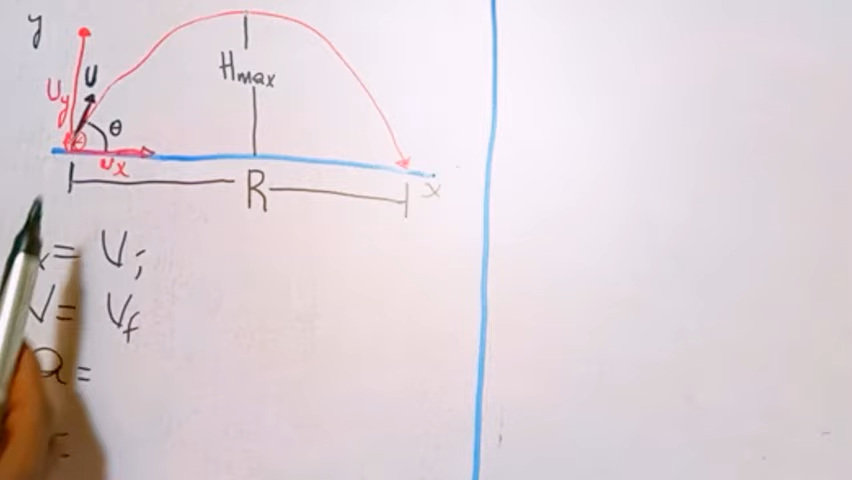 y
U
Uy
θ
Hmax
ux
R
x
= Vi
V = Vf
a =
=